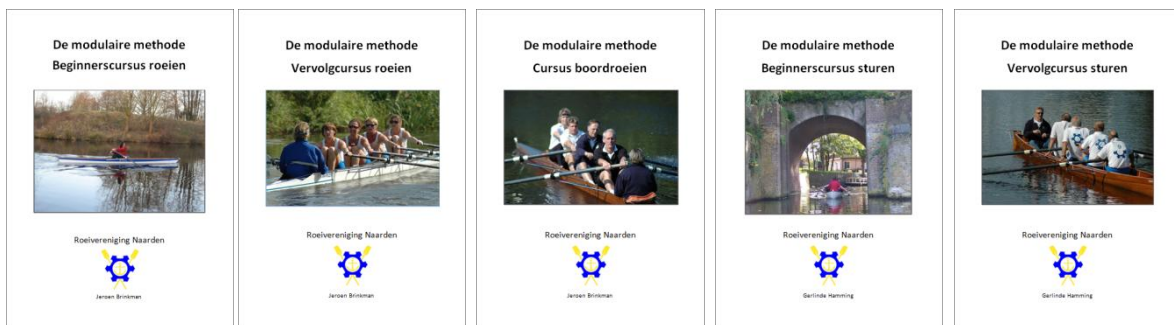 De modulaire methode
Beginnerscursus roeien
Roeivereniging Naarden
Jeroen Brinkman
De modulaire methode
Vervolgcursus roeien
Roeivereniging Naarden
Jeroen Brinkman
De modulaire methode
Cursus boordroeien
Roeivereniging Naarden
Jeroen Brinkman
De modulaire methode
Beginnerscursus sturen
Roeivereniging Naarden
Gerlinde Hamming
De modulaire methode
Vervolgcursus sturen
Roeivereniging Naarden
Gerlinde Hamming